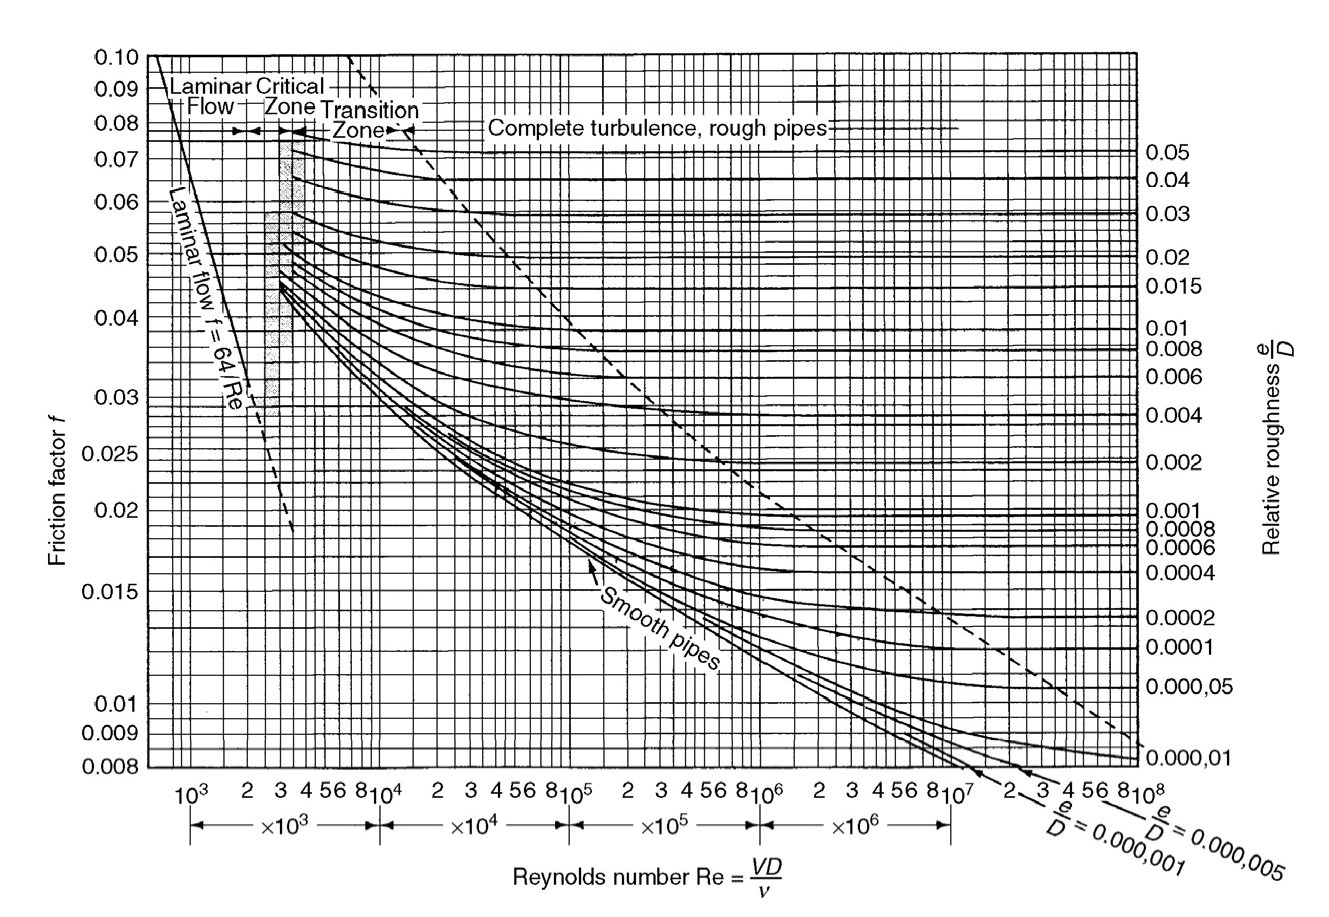 0.10
0.09
0.08
0.07
0.06
0.05
0.04
0.03
0.025
0.02
0.015
0.01
0.009
0.008
Friction factor f
Laminar Flow
Critical Zone
Transition Zone
Complete turbulence, rough pipes
Laminar flow f = 64/Re
Smooth pipes
0.05
0.04
0.03
0.02
0.015
0.01
0.008
0.006
0.004
0.002
0.001
0.0008
0.0006
0.0004
0.0002
0.0001
0.000,05
0.000,01
Relative roughness e/D
10³ 2 3 4 5 6 8 10⁴ 2 3 4 5 6 8 10⁵ 2 3 4 5 6 8 10⁶ 2 3 4 5 6 8 10⁷ 2 3 4 5 6 8 10⁸
×10³ ×10⁴ ×10⁵ ×10⁶
e/D = 0.000,001
e/D = 0.000,005
Reynolds number Re = VD/ν